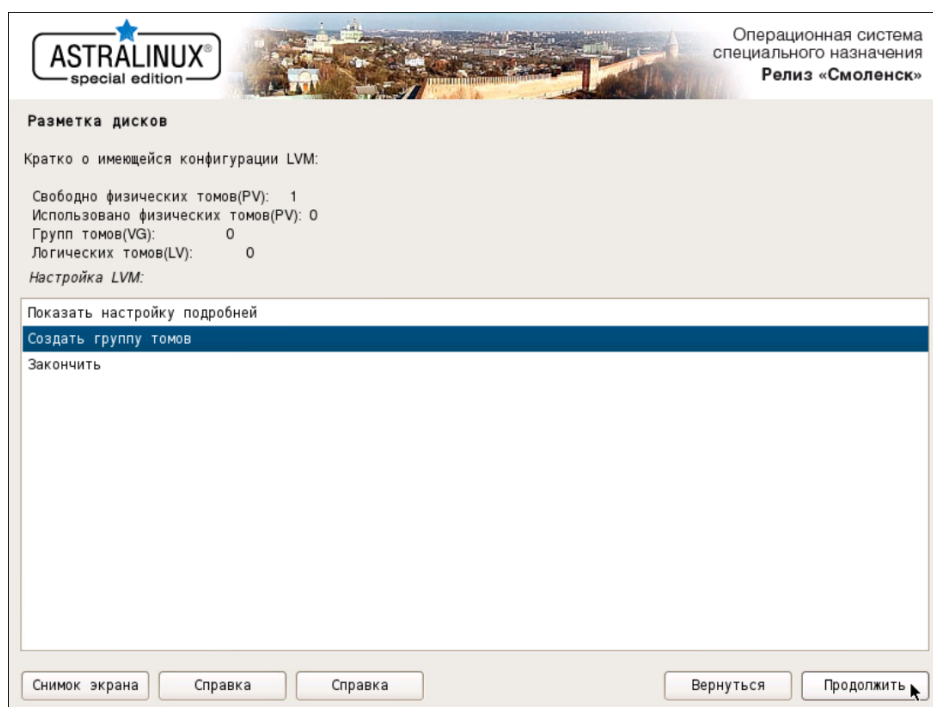 ASTRALINUX®
special edition
Операционная система
специального назначения
Релиз «Смоленск»
Разметка дисков
Кратко о имеющейся конфигурации LVM:
Свободно физических томов(PV): 1
Использовано физических томов(PV): 0
Групп томов(VG): 0
Логических томов(LV): 0
Настройка LVM:
Показать настройку подробней
Создать группу томов
Закончить
Снимок экрана Справка Справка Вернуться Продолжить